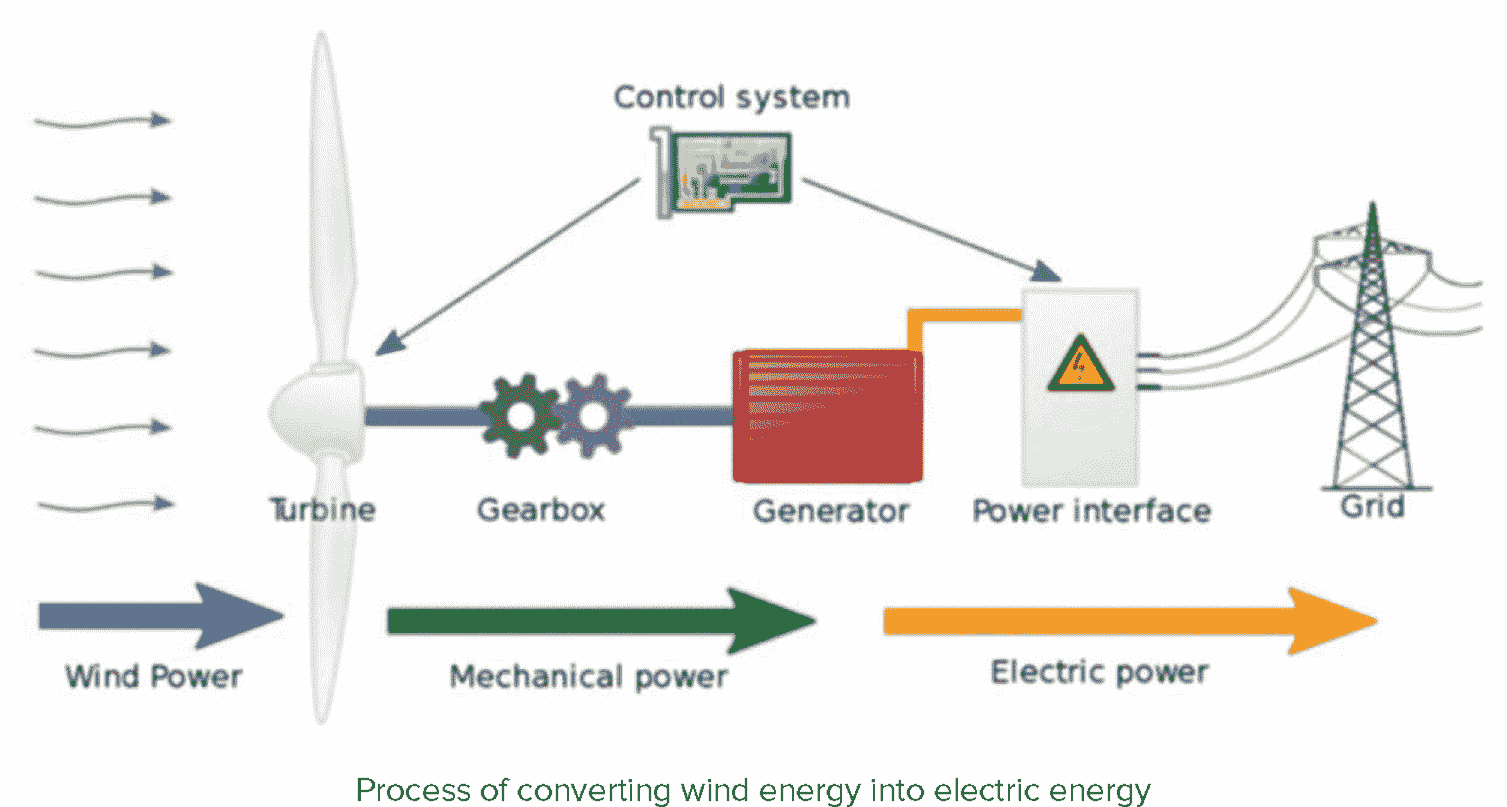 Control system
Turbine
Gearbox
Generator
Power interface
Grid
Wind Power
Mechanical power
Electric power
Process of converting wind energy into electric energy